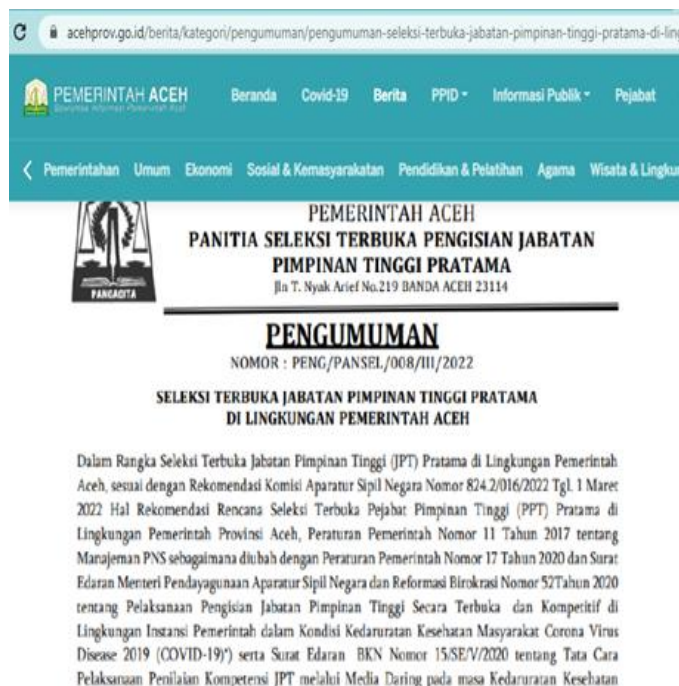 acehprov.go.id/berita/kategori/pengumuman/pengumuman-seleksi-terbuka-jabatan-pimpinan-tinggi-pratama-di-ling
PEMERINTAH ACEH
Beranda Covid-19 Berita PPID Informasi Publik Pejabat
Pemerintahan Umum Ekonomi Sosial & Kemasyarakatan Pendidikan & Pelatihan Agama Wisata & Lingku
PEMERINTAH ACEH
PANITIA SELEKSI TERBUKA PENGISIAN JABATAN
PIMPINAN TINGGI PRATAMA
Jln T. Nyak Arief No.219 BANDA ACEH 23114
PANCACITA
PENGUMUMAN
NOMOR : PENG/PANSEL/008/III/2022
SELEKSI TERBUKA JABATAN PIMPINAN TINGGI PRATAMA
DI LINGKUNGAN PEMERINTAH ACEH
Dalam Rangka Seleksi Terbuka Jabatan Pimpinan Tinggi (JPT) Pratama di Lingkungan Pemerintah
Aceh, sesuai dengan Rekomendasi Komisi Aparatur Sipil Negara Nomor 824.2/016/2022 Tgl. 1 Maret
2022 Hal Rekomendasi Rencana Seleksi Terbuka Pejabat Pimpinan Tinggi (PPT) Pratama di
Lingkungan Pemerintah Provinsi Aceh, Peraturan Pemerintah Nomor 11 Tahun 2017 tentang
Manajeman PNS sebagaimana diubah dengan Peraturan Pemerintah Nomor 17 Tahun 2020 dan Surat
Edaran Menteri Pendayagunaan Aparatur Sipil Negara dan Reformasi Birokrasi Nomor 52Tahun 2020
tentang Pelaksanaan Pengisian Jabatan Pimpinan Tinggi Secara Terbuka dan Kompetitif di
Lingkungan Instansi Pemerintah dalam Kondisi Kedaruratan Kesehatan Masyarakat Corona Virus
Disease 2019 (COVID-19)*) serta Surat Edaran BKN Nomor 15/SE/V/2020 tentang Tata Cara
Pelaksanaan Penilaian Kompetensi JPT melalui Media Daring pada masa Kedaruratan Kesehatan